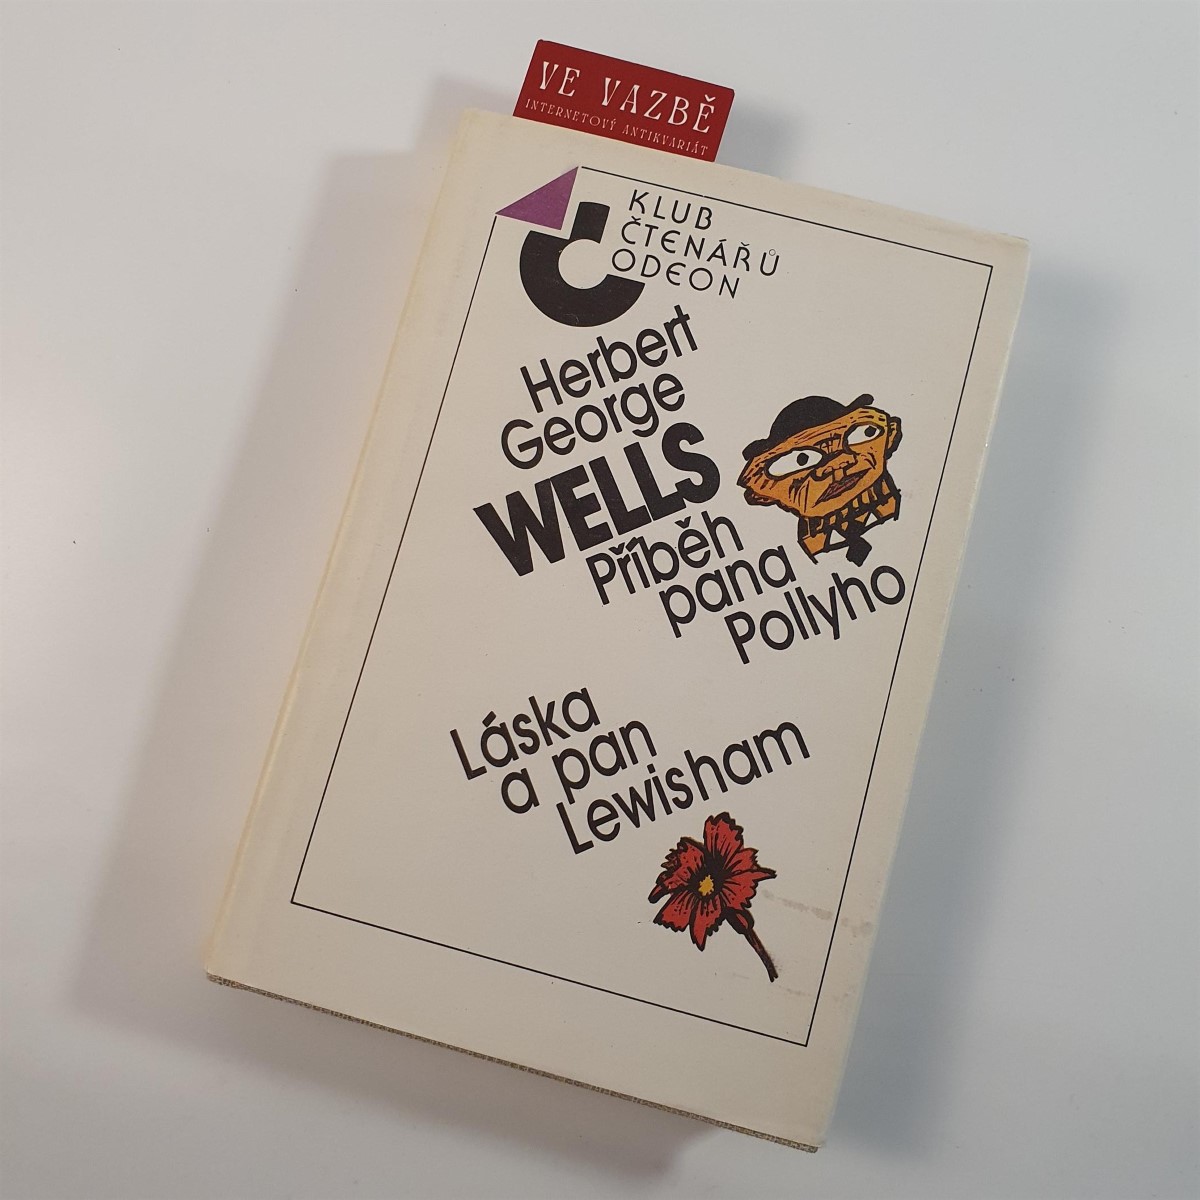 VE VAZBĚ
INTERNETOVÝ ANTIKVARIÁT
KLUB
ČTENÁŘŮ
ODEON
Herbert
George
WELLS
Příběh
pana
Pollyho
Láska
a pan
Lewisham